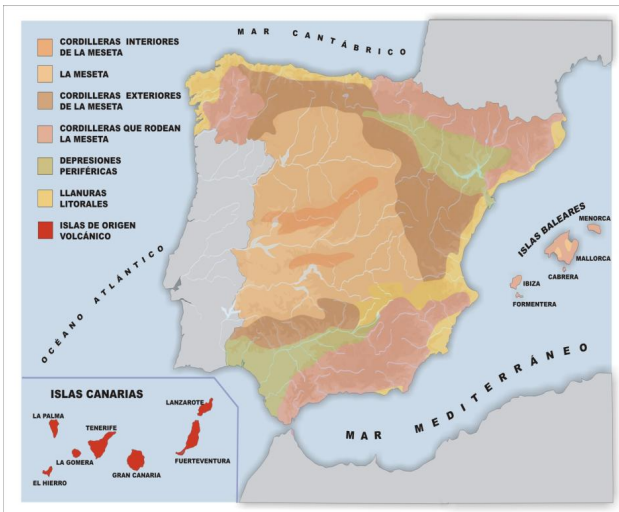 MAR CANTÁBRICO
CORDILLERAS INTERIORES
DE LA MESETA
LA MESETA
CORDILLERAS EXTERIORES
DE LA MESETA
CORDILLERAS QUE RODEAN
LA MESETA
DEPRESIONES
PERIFÉRICAS
LLANURAS
LITORALES
ISLAS DE ORIGEN
VOLCÁNICO
ISLAS BALEARES
MENORCA
MALLORCA
CABRERA
IBIZA
FORMENTERA
OCÉANO ATLÁNTICO
MAR MEDITERRÁNEO
ISLAS CANARIAS
LANZAROTE
LA PALMA
TENERIFE
LA GOMERA
FUERTEVENTURA
GRAN CANARIA
EL HIERRO